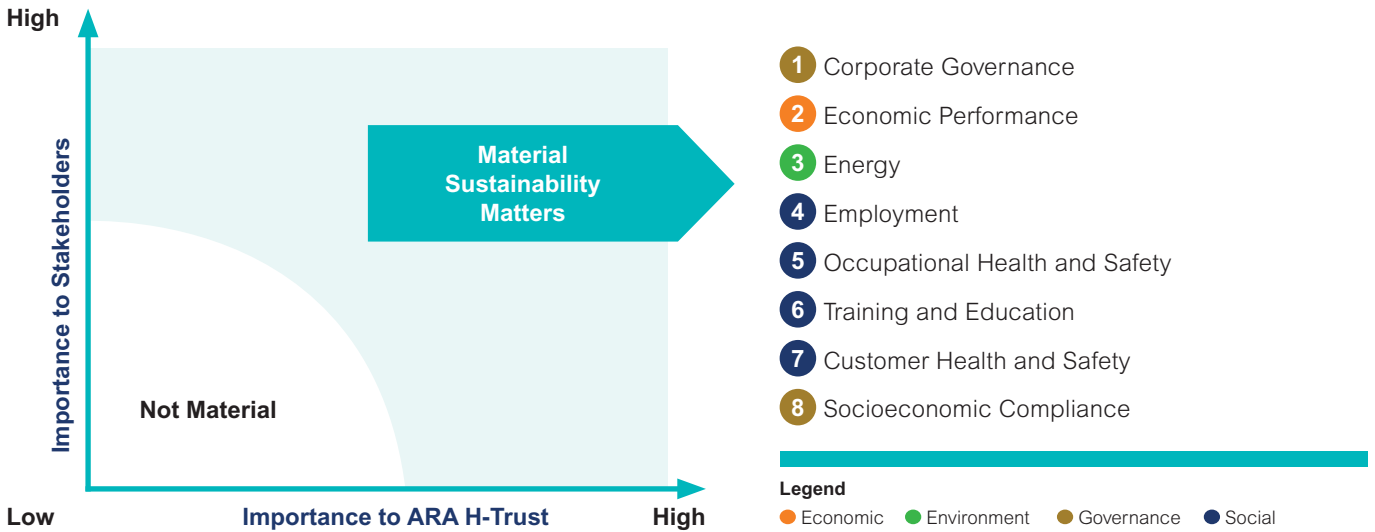 High
Importance to Stakeholders
Material
Sustainability
Matters
Not Material
Low
Importance to ARA H-Trust
High
1 Corporate Governance
2 Economic Performance
3 Energy
4 Employment
5 Occupational Health and Safety
6 Training and Education
7 Customer Health and Safety
8 Socioeconomic Compliance
Legend
Economic Environment Governance Social